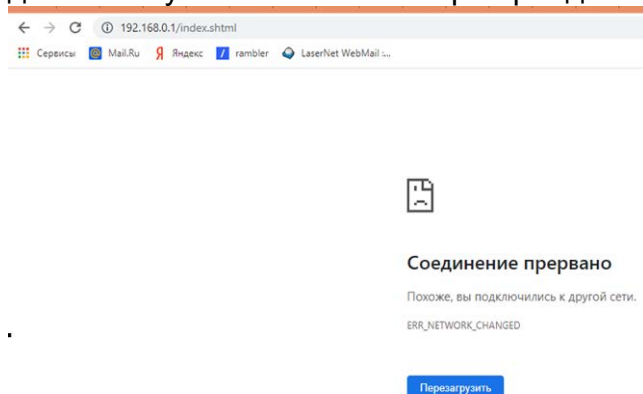 192.168.0.1/index.shtml
Сервисы Mail.Ru Яндекс rambler LaserNet WebMail :...
Соединение прервано
Похоже, вы подключились к другой сети.
ERR_NETWORK_CHANGED
.
Перезагрузить